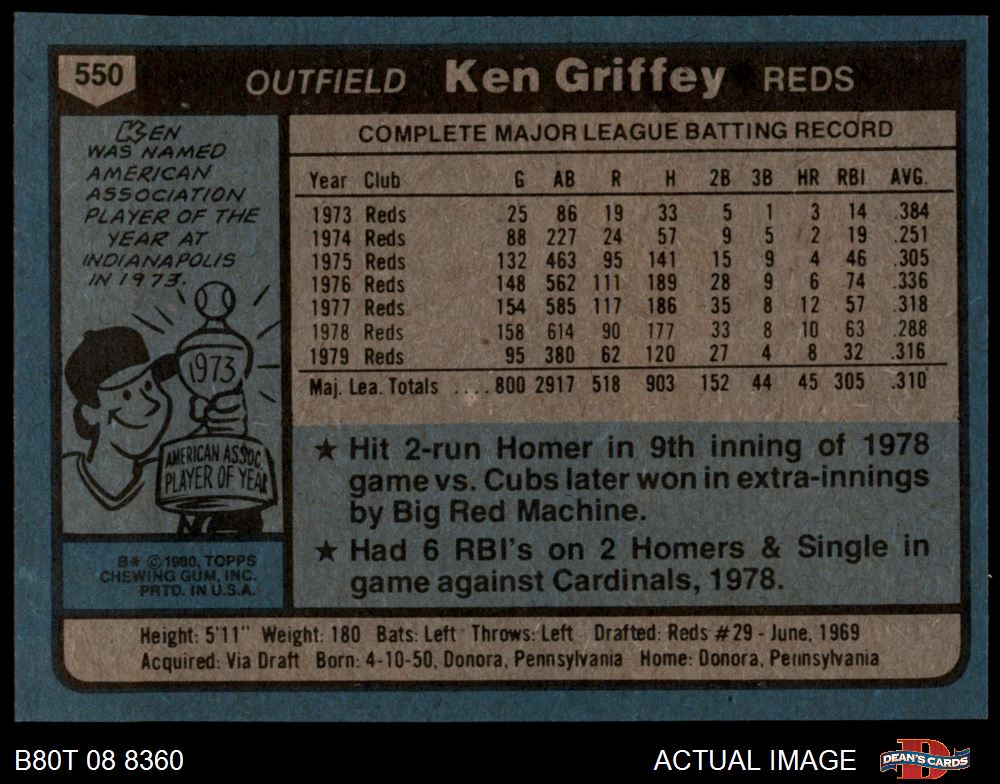 550
OUTFIELD Ken Griffey REDS
KEN
WAS NAMED
AMERICAN
ASSOCIATION
PLAYER OF THE
YEAR AT
INDIANAPOLIS
IN 1973.
1973
AMERICAN ASSOC.
PLAYER OF YEAR
B* © 1980, TOPPS
CHEWING GUM, INC.
PRTD. IN U.S.A.
COMPLETE MAJOR LEAGUE BATTING RECORD
Year Club G AB R H 2B 3B HR RBI AVG.
1973 Reds 25 86 19 33 5 1 3 14 .384
1974 Reds 88 227 24 57 9 5 2 19 .251
1975 Reds 132 463 95 141 15 9 4 46 .305
1976 Reds 148 562 111 189 28 9 6 74 .336
1977 Reds 154 585 117 186 35 8 12 57 .318
1978 Reds 158 614 90 177 33 8 10 63 .288
1979 Reds 95 380 62 120 27 4 8 32 .316
Maj. Lea. Totals .... 800 2917 518 903 152 44 45 305 .310
★ Hit 2-run Homer in 9th inning of 1978
game vs. Cubs later won in extra-innings
by Big Red Machine.
★ Had 6 RBI's on 2 Homers & Single in
game against Cardinals, 1978.
Height: 5'11" Weight: 180 Bats: Left Throws: Left Drafted: Reds #29 - June, 1969
Acquired: Via Draft Born: 4-10-50, Donora, Pennsylvania Home: Donora, Pennsylvania
B80T 08 8360
ACTUAL IMAGE
DEAN'S CARDS